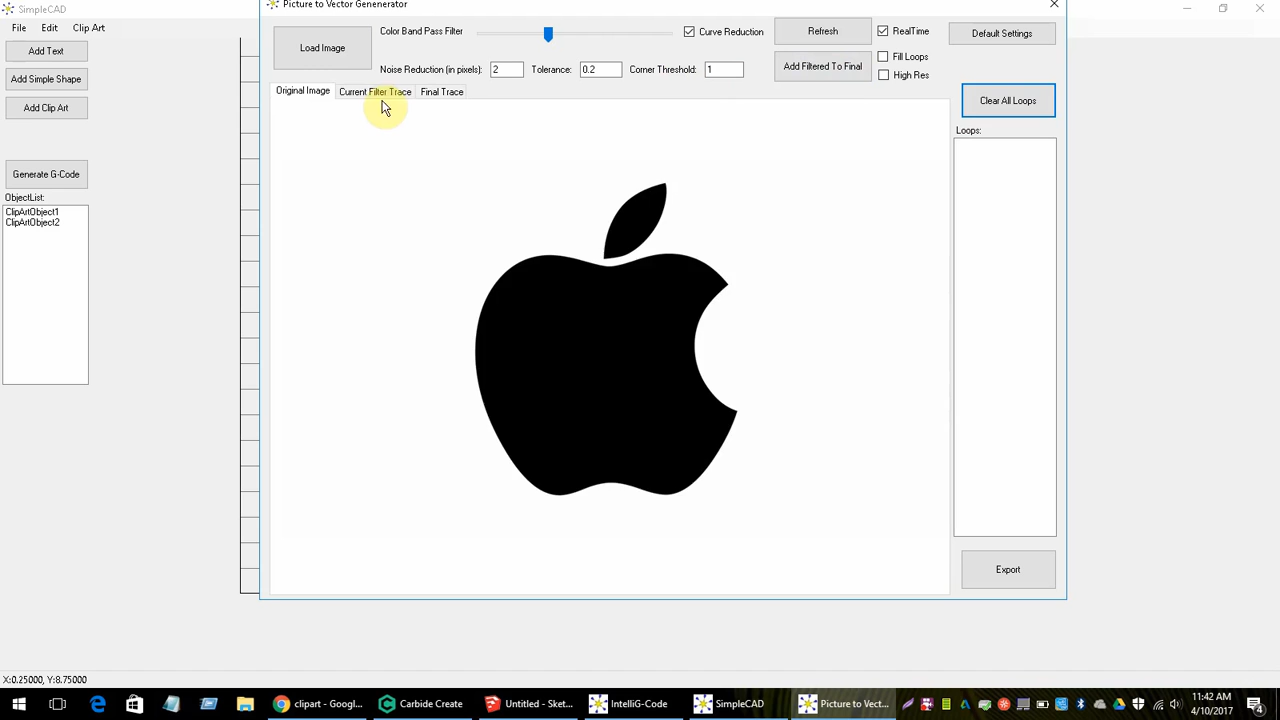 SimpleCAD
File Edit Clip Art
Add Text
Add Simple Shape
Add Clip Art
Generate G-Code
ObjectList:
ClipArtObject1
ClipArtObject2
Picture to Vector Genenerator
Load Image
Color Band Pass Filter
Curve Reduction
Refresh
RealTime
Default Settings
Noise Reduction (in pixels): 2 Tolerance: 0.2 Corner Threshold: 1
Add Filtered To Final
Fill Loops
High Res
Original Image Current Filter Trace Final Trace
Clear All Loops
Loops:
Export
X:0.25000, Y:8.75000
clipart - Googl... Carbide Create Untitled - Sket... IntelliG-Code SimpleCAD Picture to Vect...
11:42 AM
4/10/2017
4